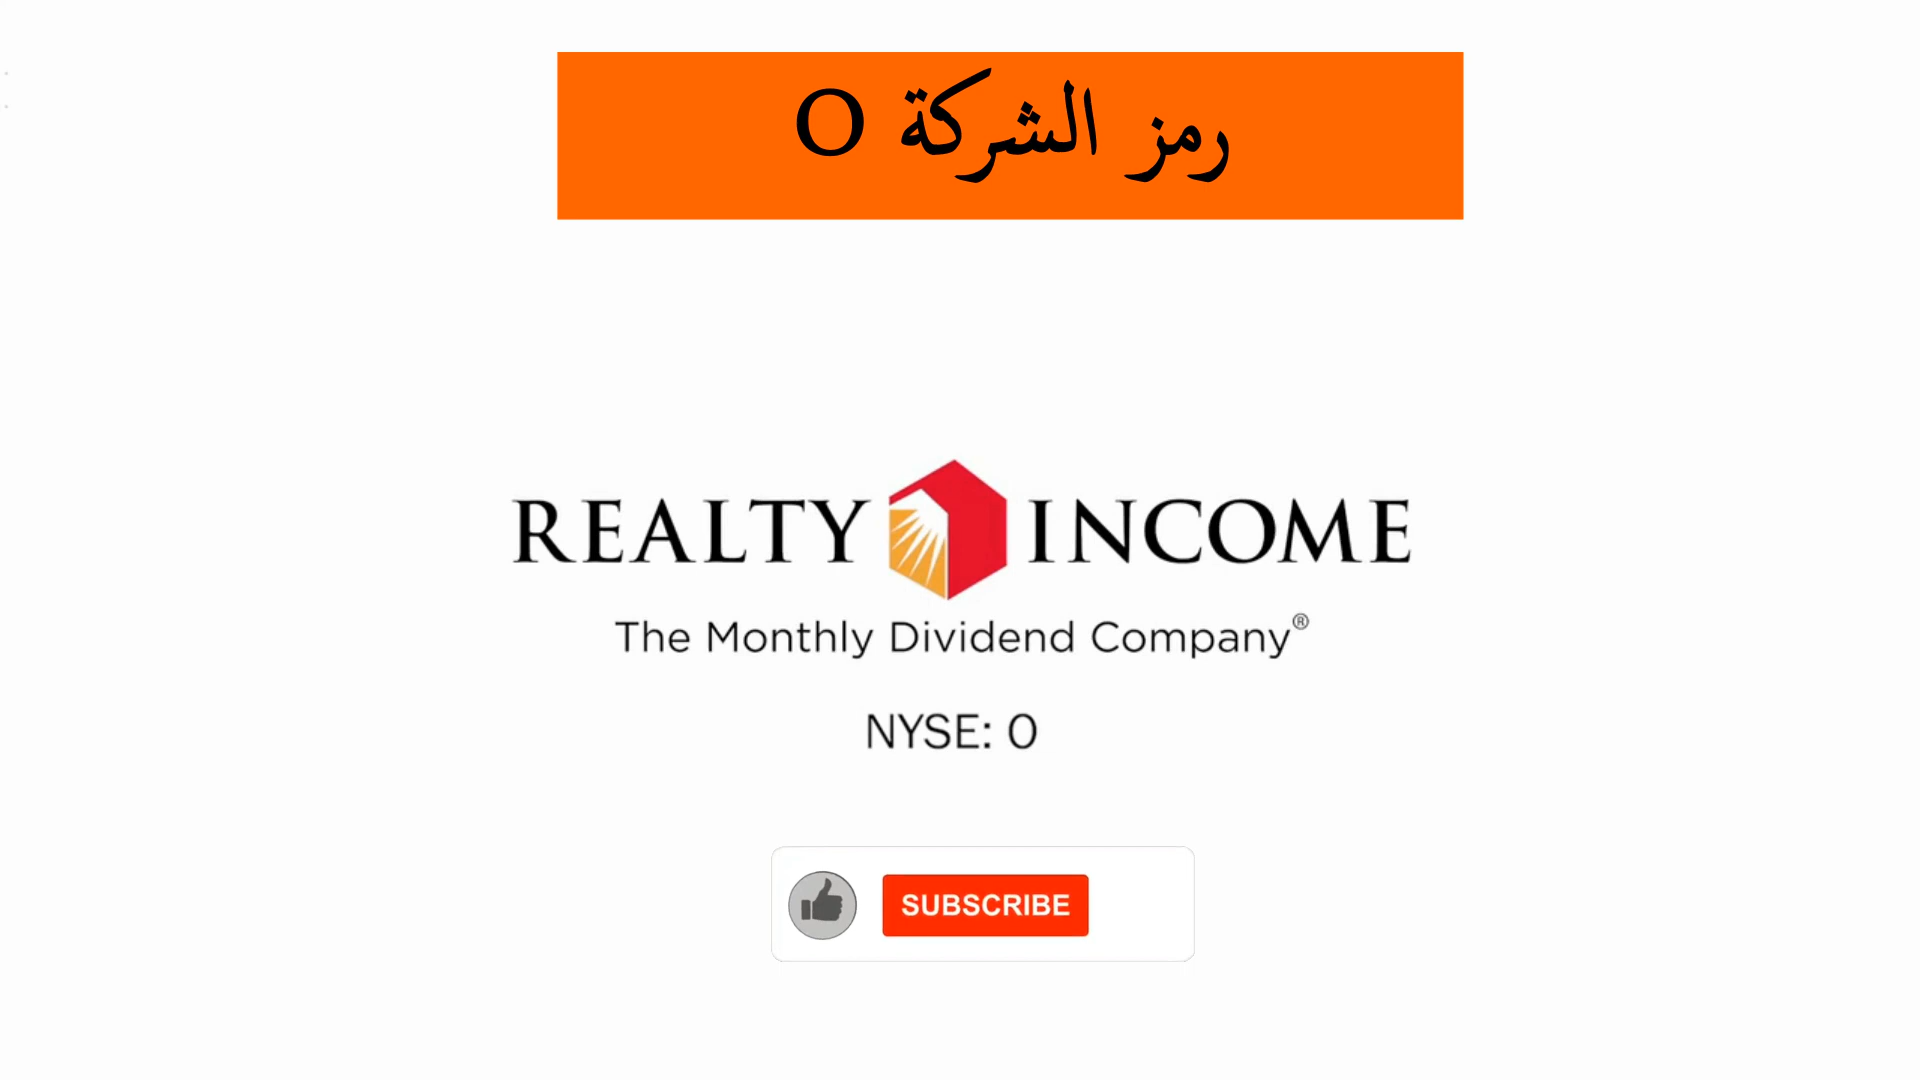 رمز الشركة O
REALTY INCOME
The Monthly Dividend Company®
NYSE: O
SUBSCRIBE